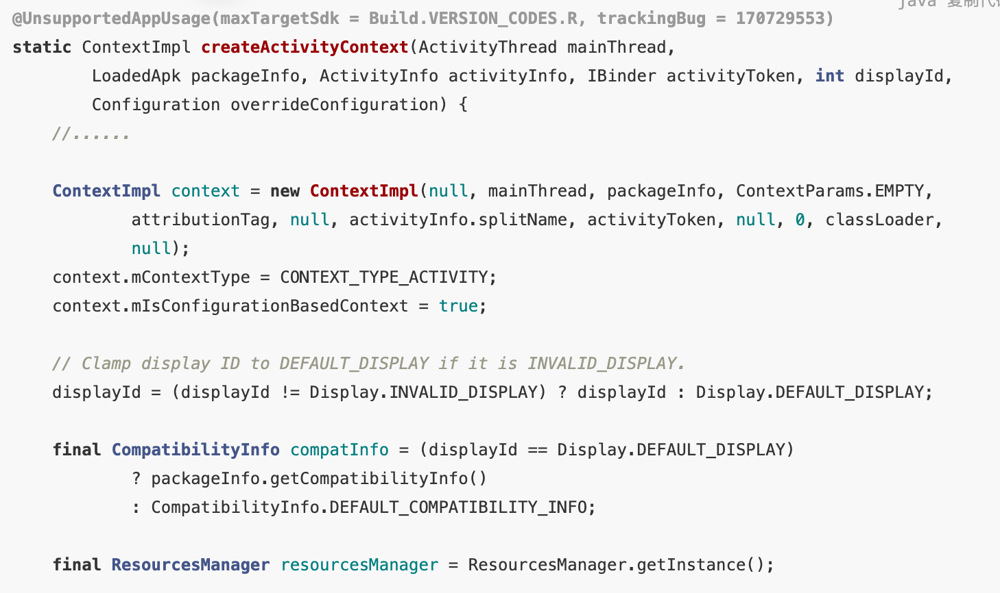 java 复制代码
@UnsupportedAppUsage(maxTargetSdk = Build.VERSION_CODES.R, trackingBug = 170729553)
static ContextImpl createActivityContext(ActivityThread mainThread,
        LoadedApk packageInfo, ActivityInfo activityInfo, IBinder activityToken, int displayId,
        Configuration overrideConfiguration) {
    //......

    ContextImpl context = new ContextImpl(null, mainThread, packageInfo, ContextParams.EMPTY,
            attributionTag, null, activityInfo.splitName, activityToken, null, 0, classLoader,
            null);
    context.mContextType = CONTEXT_TYPE_ACTIVITY;
    context.mIsConfigurationBasedContext = true;

    // Clamp display ID to DEFAULT_DISPLAY if it is INVALID_DISPLAY.
    displayId = (displayId != Display.INVALID_DISPLAY) ? displayId : Display.DEFAULT_DISPLAY;

    final CompatibilityInfo compatInfo = (displayId == Display.DEFAULT_DISPLAY)
            ? packageInfo.getCompatibilityInfo()
            : CompatibilityInfo.DEFAULT_COMPATIBILITY_INFO;

    final ResourcesManager resourcesManager = ResourcesManager.getInstance();